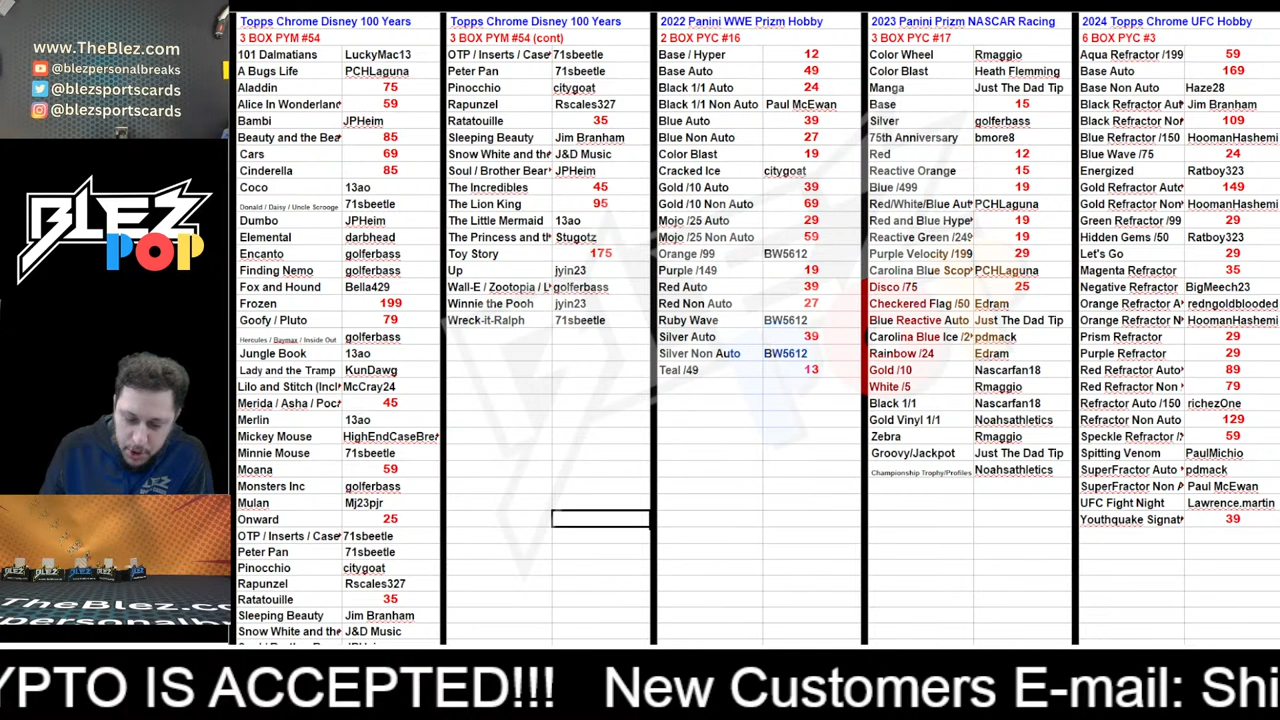 www.TheBlez.com
@blezpersonalbreaks
@blezsportscards
BLEZ
POP
TheBlez.co
Topps Chrome Disney 100 Years
3 BOX PYM #54
101 Dalmatians LuckyMac13
A Bugs Life PCHLaguna
Aladdin 75
Alice In Wonderlan 59
Bambi JPHeim
Beauty and the Bea 85
Cars 69
Cinderella 85
Coco 13ao
Donald / Daisy / Uncle Scrooge 71sbeetle
Dumbo JPHeim
Elemental darbhead
Encanto golferbass
Finding Nemo golferbass
Fox and Hound Bella429
Frozen 199
Goofy / Pluto 79
Hercules / Baymax / Inside Out golferbass
Jungle Book 13ao
Lady and the Tramp KunDawg
Lilo and Stitch (Incl McCray24
Merida / Asha / Poc 45
Merlin 13ao
Mickey Mouse HighEndCaseBre
Minnie Mouse 71sbeetle
Moana 59
Monsters Inc golferbass
Mulan Mj23pjr
Onward 25
OTP / Inserts / Case 71sbeetle
Peter Pan 71sbeetle
Pinocchio citygoat
Rapunzel Rscales327
Ratatouille 35
Sleeping Beauty Jim Branham
Snow White and the J&D Music
Topps Chrome Disney 100 Years
3 BOX PYM #54 (cont)
OTP / Inserts / Case 71sbeetle
Peter Pan 71sbeetle
Pinocchio citygoat
Rapunzel Rscales327
Ratatouille 35
Sleeping Beauty Jim Branham
Snow White and the J&D Music
Soul / Brother Bear JPHeim
The Incredibles 45
The Lion King 95
The Little Mermaid 13ao
The Princess and th Stugotz
Toy Story 175
Up jyin23
Wall-E / Zootopia / L golferbass
Winnie the Pooh jyin23
Wreck-it-Ralph 71sbeetle
2022 Panini WWE Prizm Hobby
2 BOX PYC #16
Base / Hyper 12
Base Auto 49
Black 1/1 Auto 24
Black 1/1 Non Auto Paul McEwan
Blue Auto 39
Blue Non Auto 27
Color Blast 19
Cracked Ice citygoat
Gold /10 Auto 39
Gold /10 Non Auto 69
Mojo /25 Auto 29
Mojo /25 Non Auto 59
Orange /99 BW5612
Purple /149 19
Red Auto 39
Red Non Auto 27
Ruby Wave BW5612
Silver Auto 39
Silver Non Auto BW5612
Teal /49 13
2023 Panini Prizm NASCAR Racing
3 BOX PYC #17
Color Wheel Rmaggio
Color Blast Heath Flemming
Manga Just The Dad Tip
Base 15
Silver golferbass
75th Anniversary bmore8
Red 12
Reactive Orange 15
Blue /499 19
Red/White/Blue Aut PCHLaguna
Red and Blue Hype 19
Reactive Green /249 19
Purple Velocity /199 29
Carolina Blue Scop PCHLaguna
Disco /75 25
Checkered Flag /50 Edram
Blue Reactive Auto Just The Dad Tip
Carolina Blue Ice /2 pdmack
Rainbow /24 Edram
Gold /10 Nascarfan18
White /5 Rmaggio
Black 1/1 Nascarfan18
Gold Vinyl 1/1 Noahsathletics
Zebra Rmaggio
Groovy/Jackpot Just The Dad Tip
Championship Trophy/Profiles Noahsathletics
2024 Topps Chrome UFC Hobby
6 BOX PYC #3
Aqua Refractor /199 59
Base Auto 169
Base Non Auto Haze28
Black Refractor Aut Jim Branham
Black Refractor No 109
Blue Refractor /150 HoomanHashemi
Blue Wave /75 24
Energized Ratboy323
Gold Refractor Auto 149
Gold Refractor Non HoomanHashemi
Green Refractor /99 29
Hidden Gems /50 Ratboy323
Let's Go 29
Magenta Refractor 35
Negative Refractor BigMeech23
Orange Refractor A redngoldblooded
Orange Refractor N HoomanHashemi
Prism Refractor 29
Purple Refractor 29
Red Refractor Auto 89
Red Refractor Non 79
Refractor Auto /150 richezOne
Refractor Non Auto 129
Speckle Refractor /2 59
Spitting Venom PaulMichio
SuperFractor Auto pdmack
SuperFractor Non A Paul McEwan
UFC Fight Night Lawrence.martin
Youthquake Signat 39
YPTO IS ACCEPTED!!! New Customers E-mail: Shi